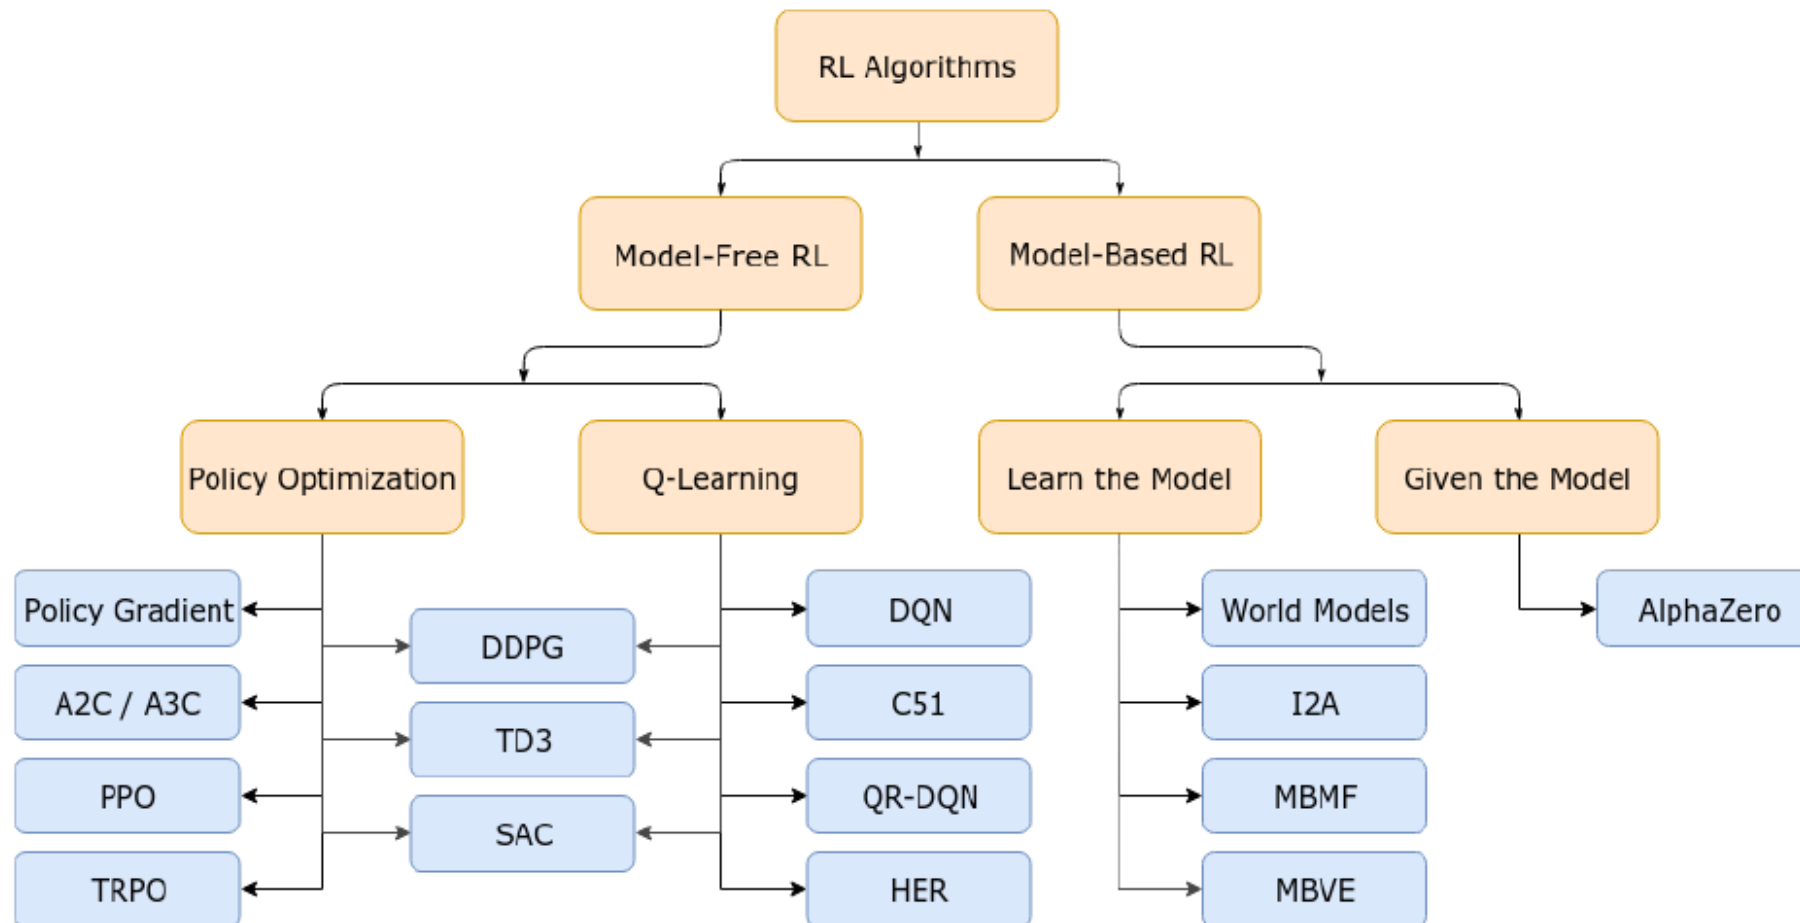 RL Algorithms
Model-Free RL
Model-Based RL
Policy Optimization
Q-Learning
Learn the Model
Given the Model
Policy Gradient
DDPG
DQN
World Models
AlphaZero
A2C / A3C
TD3
C51
I2A
PPO
SAC
QR-DQN
MBMF
TRPO
HER
MBVE